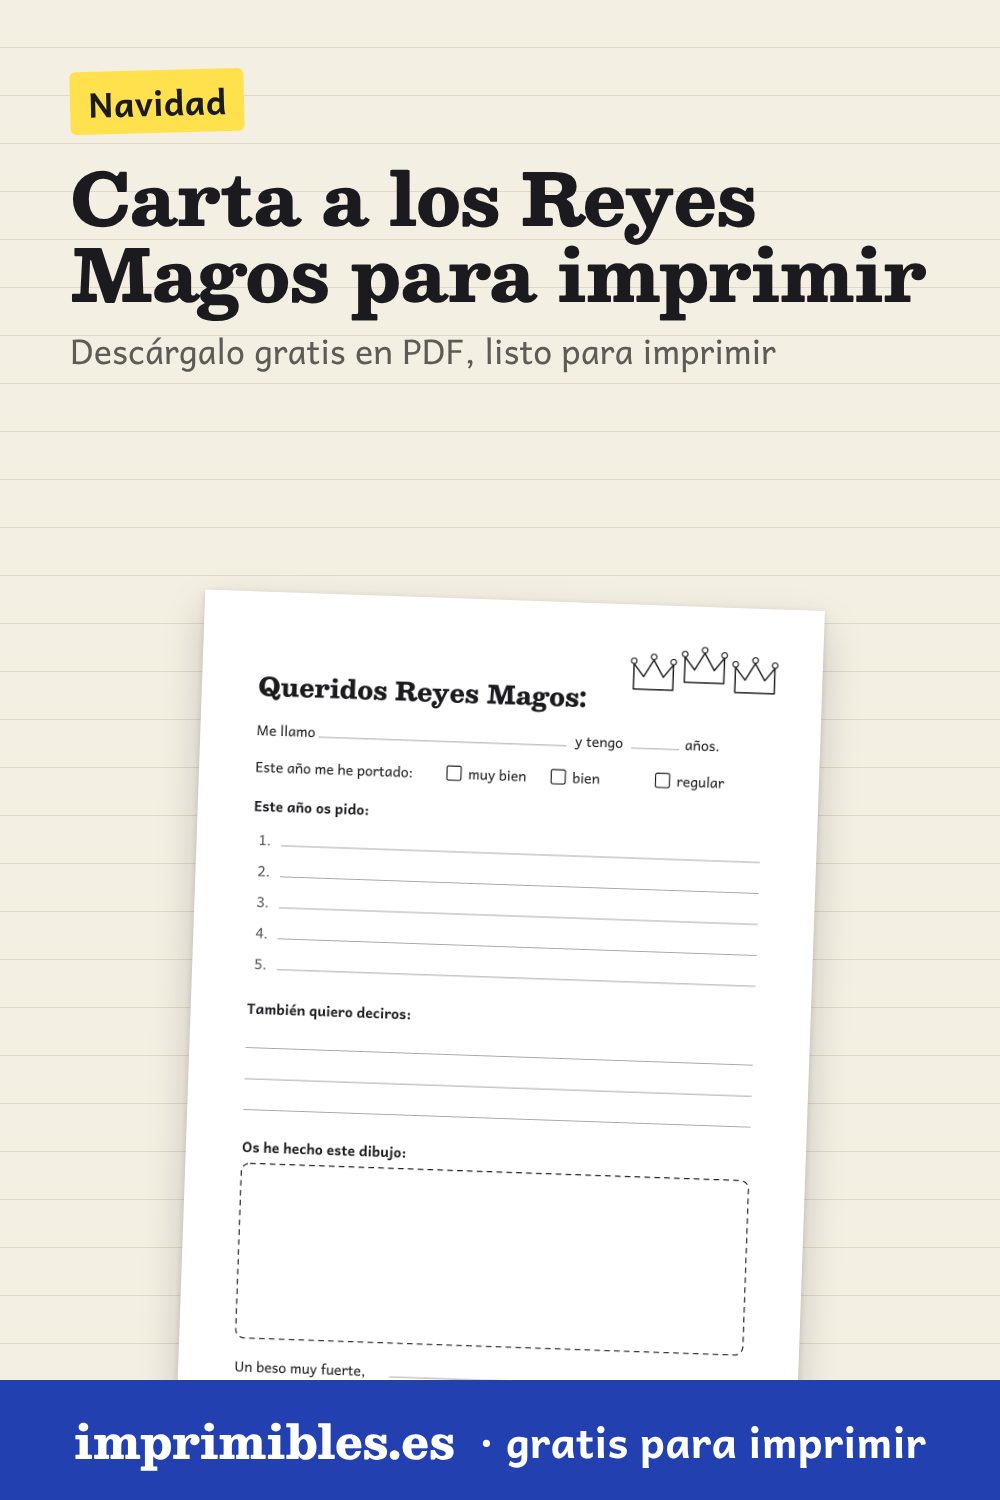 Navidad
Carta a los Reyes
Magos para imprimir
Descárgalo gratis en PDF, listo para imprimir
Queridos Reyes Magos:
Me llamo y tengo años.
Este año me he portado: muy bien bien regular
Este año os pido:
1.
2.
3.
4.
5.
También quiero deciros:
Os he hecho este dibujo:
Un beso muy fuerte,
imprimibles.es · gratis para imprimir